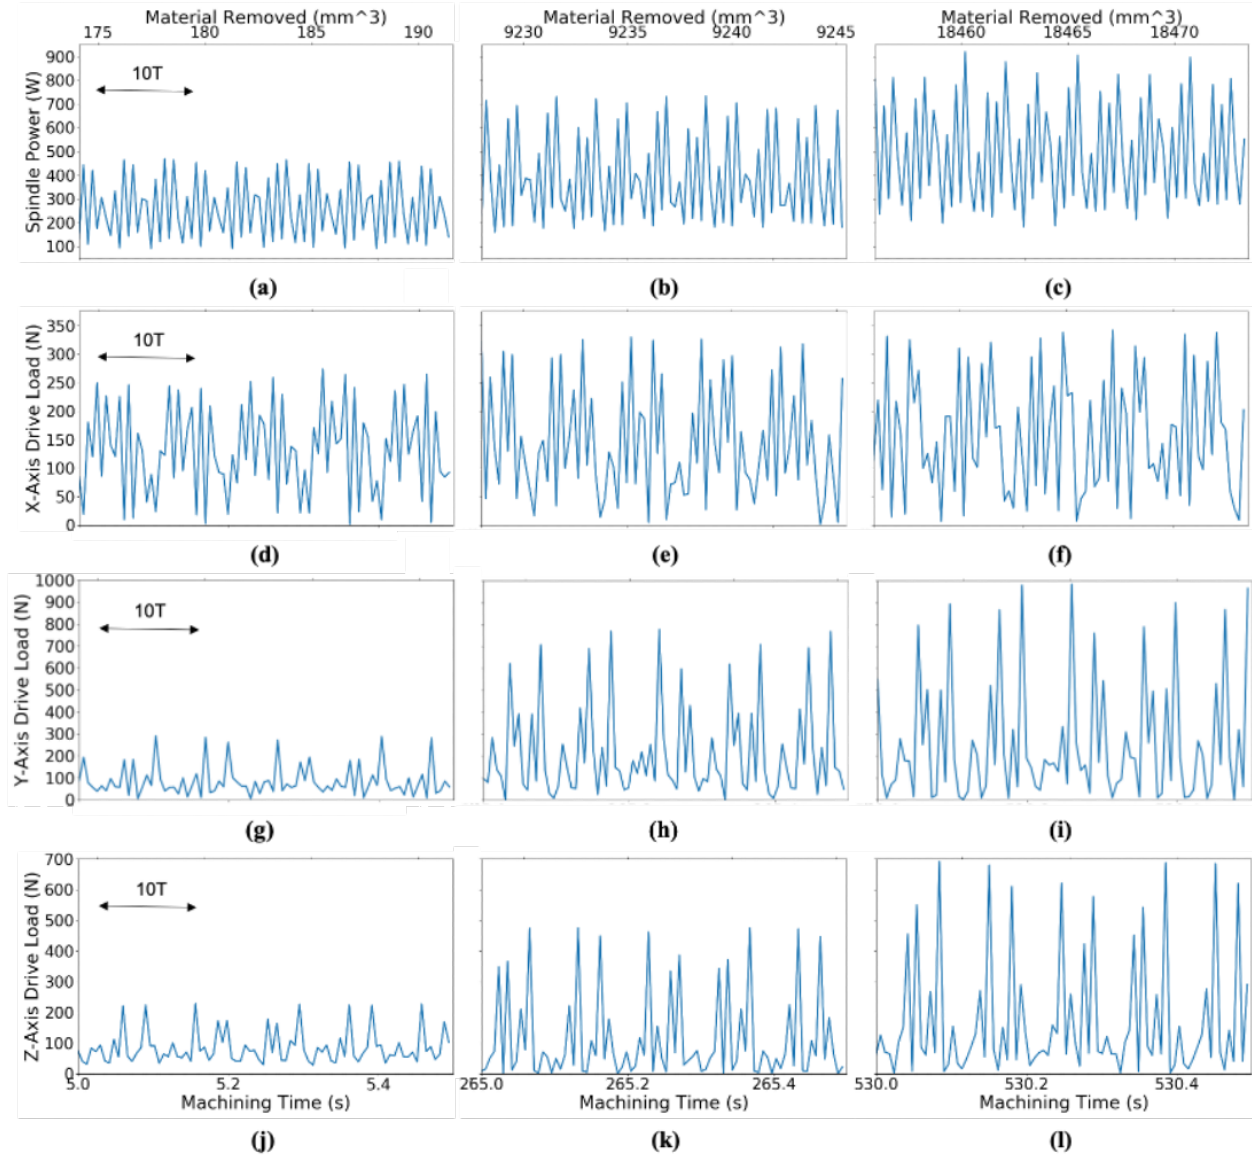 Material Removed (mm^3) Material Removed (mm^3) Material Removed (mm^3)
175 180 185 190 9230 9235 9240 9245 18460 18465 18470
Spindle Power (W)
900
800
700
600
500
400
300
200
100
10T
(a) (b) (c)
X-Axis Drive Load (N)
350
300
250
200
150
100
50
0
10T
(d) (e) (f)
Y-Axis Drive Load (N)
1000
900
800
700
600
500
400
300
200
100
0
10T
(g) (h) (i)
Z-Axis Drive Load (N)
700
600
500
400
300
200
100
0
10T
5.0 5.2 5.4 265.0 265.2 265.4 530.0 530.2 530.4
Machining Time (s) Machining Time (s) Machining Time (s)
(j) (k) (l)